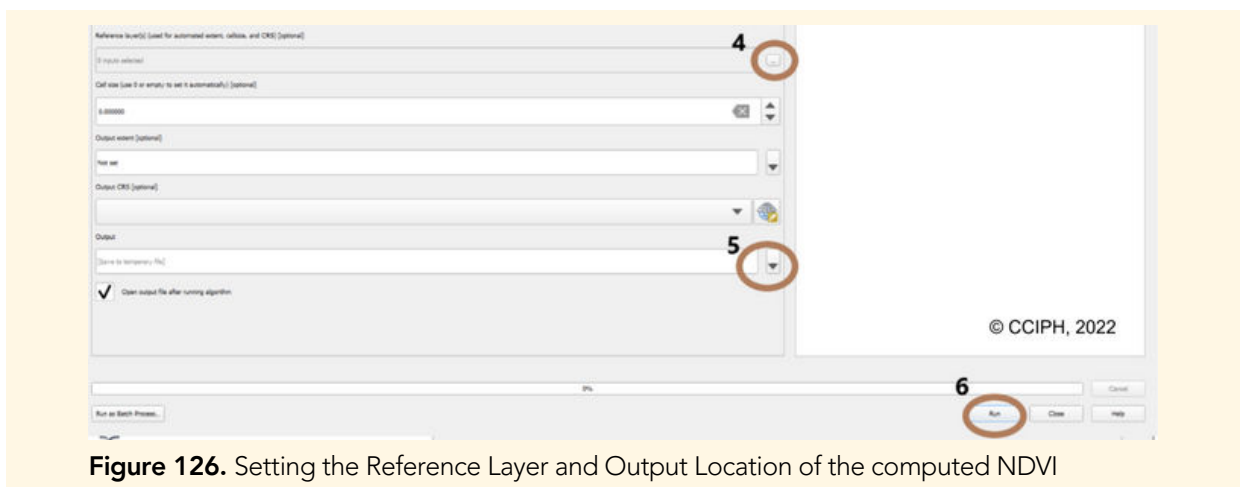 Reference layer(s) (used for automated extent, cellsize, and CRS) [optional]
4
0 inputs selected
...
Cell size (use 0 or empty to set it automatically) [optional]
0.000000
Output extent [optional]
Not set
Output CRS [optional]
Output
5
[Save to temporary file]
Open output file after running algorithm
© CCIPH, 2022
0%
6
Cancel
Run as Batch Process...
Run
Close
Help
Figure 126. Setting the Reference Layer and Output Location of the computed NDVI